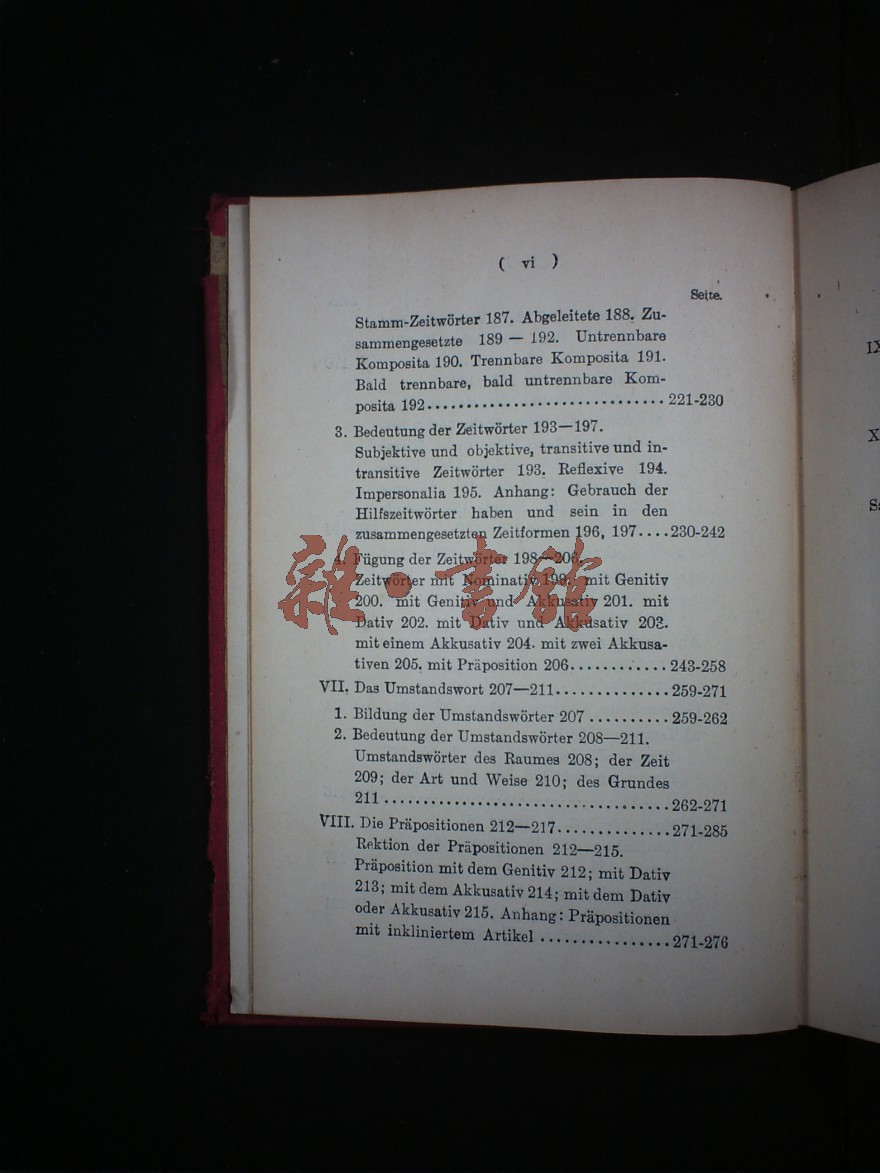 ( vi )
Seite.
Stamm-Zeitwörter 187. Abgeleitete 188. Zu-
sammengesetzte 189 — 192. Untrennbare
Komposita 190. Trennbare Komposita 191.
Bald trennbare, bald untrennbare Kom-
posita 192..............................221-230
3. Bedeutung der Zeitwörter 193—197.
Subjektive und objektive, transitive und in-
transitive Zeitwörter 193. Reflexive 194.
Impersonalia 195. Anhang: Gebrauch der
Hilfszeitwörter haben und sein in den
zusammengesetzten Zeitformen 196, 197....230-242
4. Fügung der Zeitwörter 198—206.
Zeitwörter mit Nominativ 199. mit Genitiv
200. mit Genitiv und Akkusativ 201. mit
Dativ 202. mit Dativ und Akkusativ 203.
mit einem Akkusativ 204. mit zwei Akkusa-
tiven 205. mit Präposition 206............243-258
雜·書館
VII. Das Umstandswort 207—211..............259-271
1. Bildung der Umstandswörter 207 ..........259-262
2. Bedeutung der Umstandswörter 208—211.
Umstandswörter des Raumes 208; der Zeit
209; der Art und Weise 210; des Grundes
211 ....................................262-271
VIII. Die Präpositionen 212—217..............271-285
Rektion der Präpositionen 212—215.
Präposition mit dem Genitiv 212; mit Dativ
213; mit dem Akkusativ 214; mit dem Dativ
oder Akkusativ 215. Anhang: Präpositionen
mit inkliniertem Artikel ................271-276
IX
X